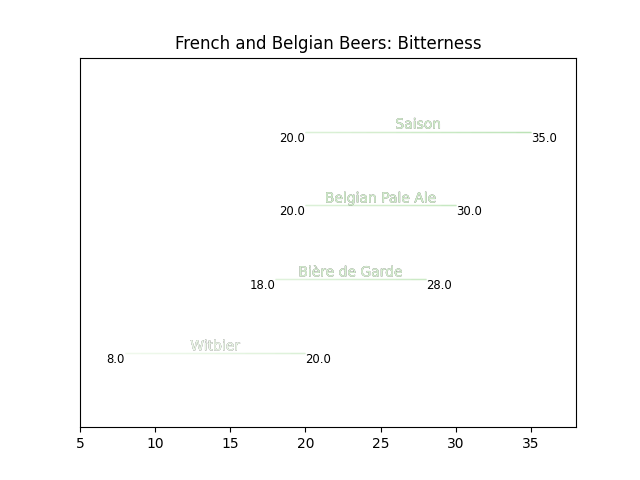 French and Belgian Beers: Bitterness
Saison
20.0 35.0
Belgian Pale Ale
20.0 30.0
Bière de Garde
18.0 28.0
Witbier
8.0 20.0
5 10 15 20 25 30 35